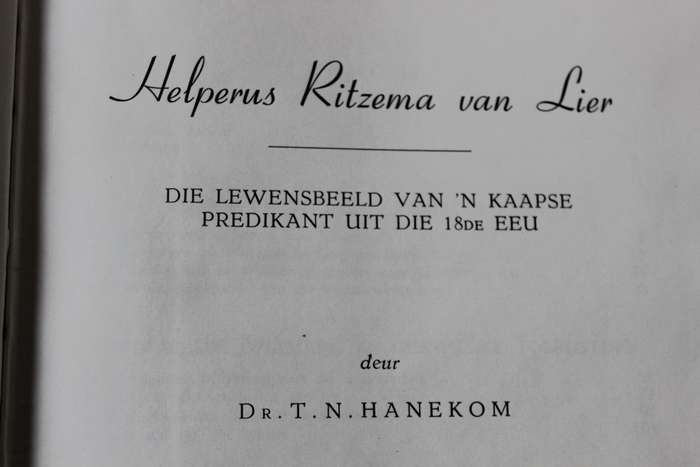 Helperus Ritzema van Lier
DIE LEWENSBEELD VAN 'N KAAPSE
PREDIKANT UIT DIE 18DE EEU
deur
DR. T. N. HANEKOM